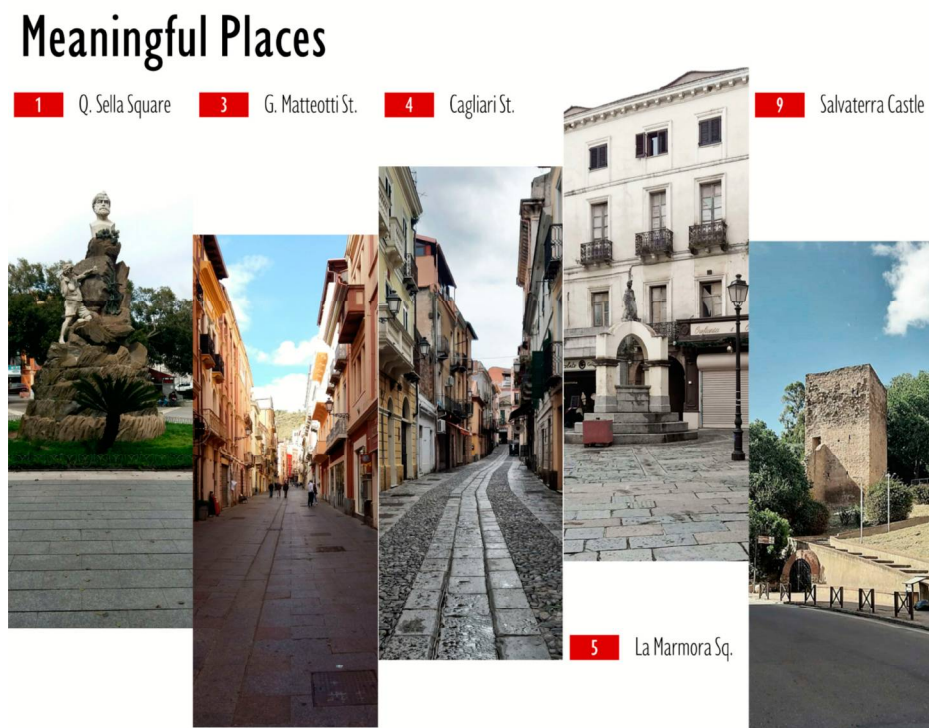 Meaningful Places
1 Q. Sella Square
3 G. Matteotti St.
4 Cagliari St.
9 Salvaterra Castle
5 La Marmora Sq.